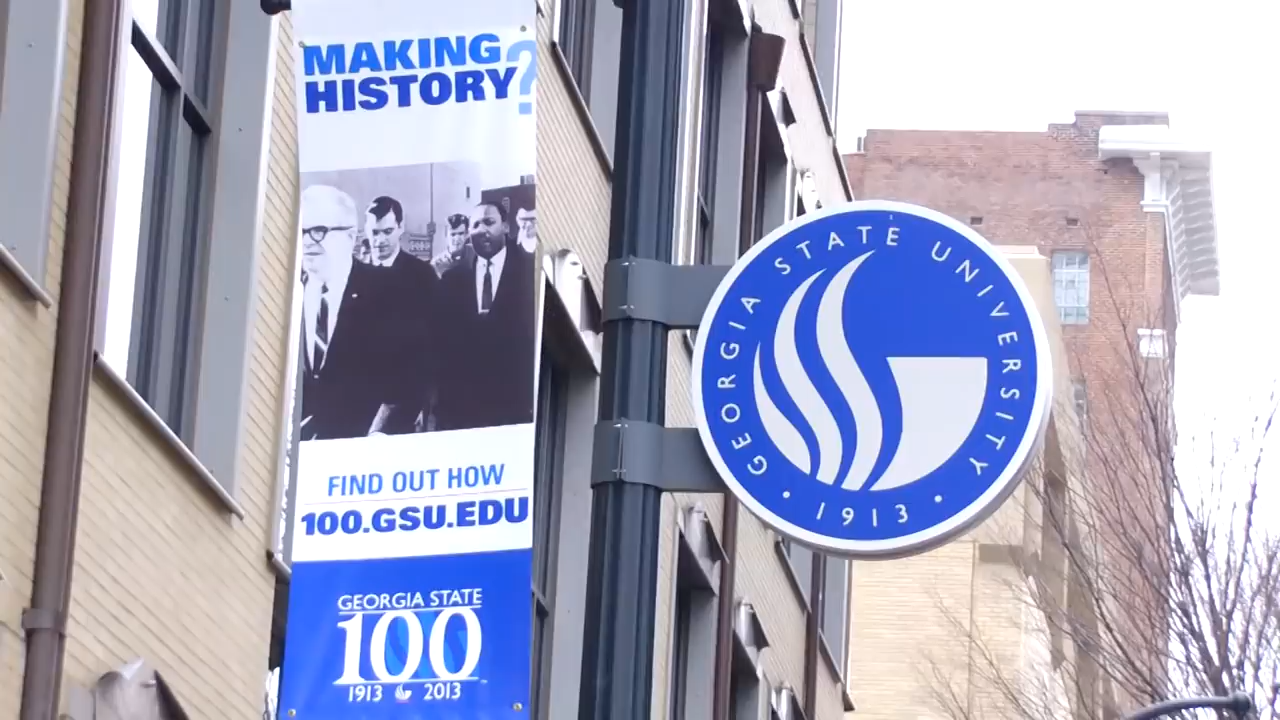 MAKING
HISTORY?
FIND OUT HOW
100.GSU.EDU
GEORGIA STATE
100
1913 2013
GEORGIA STATE UNIVERSITY
• 1913 •